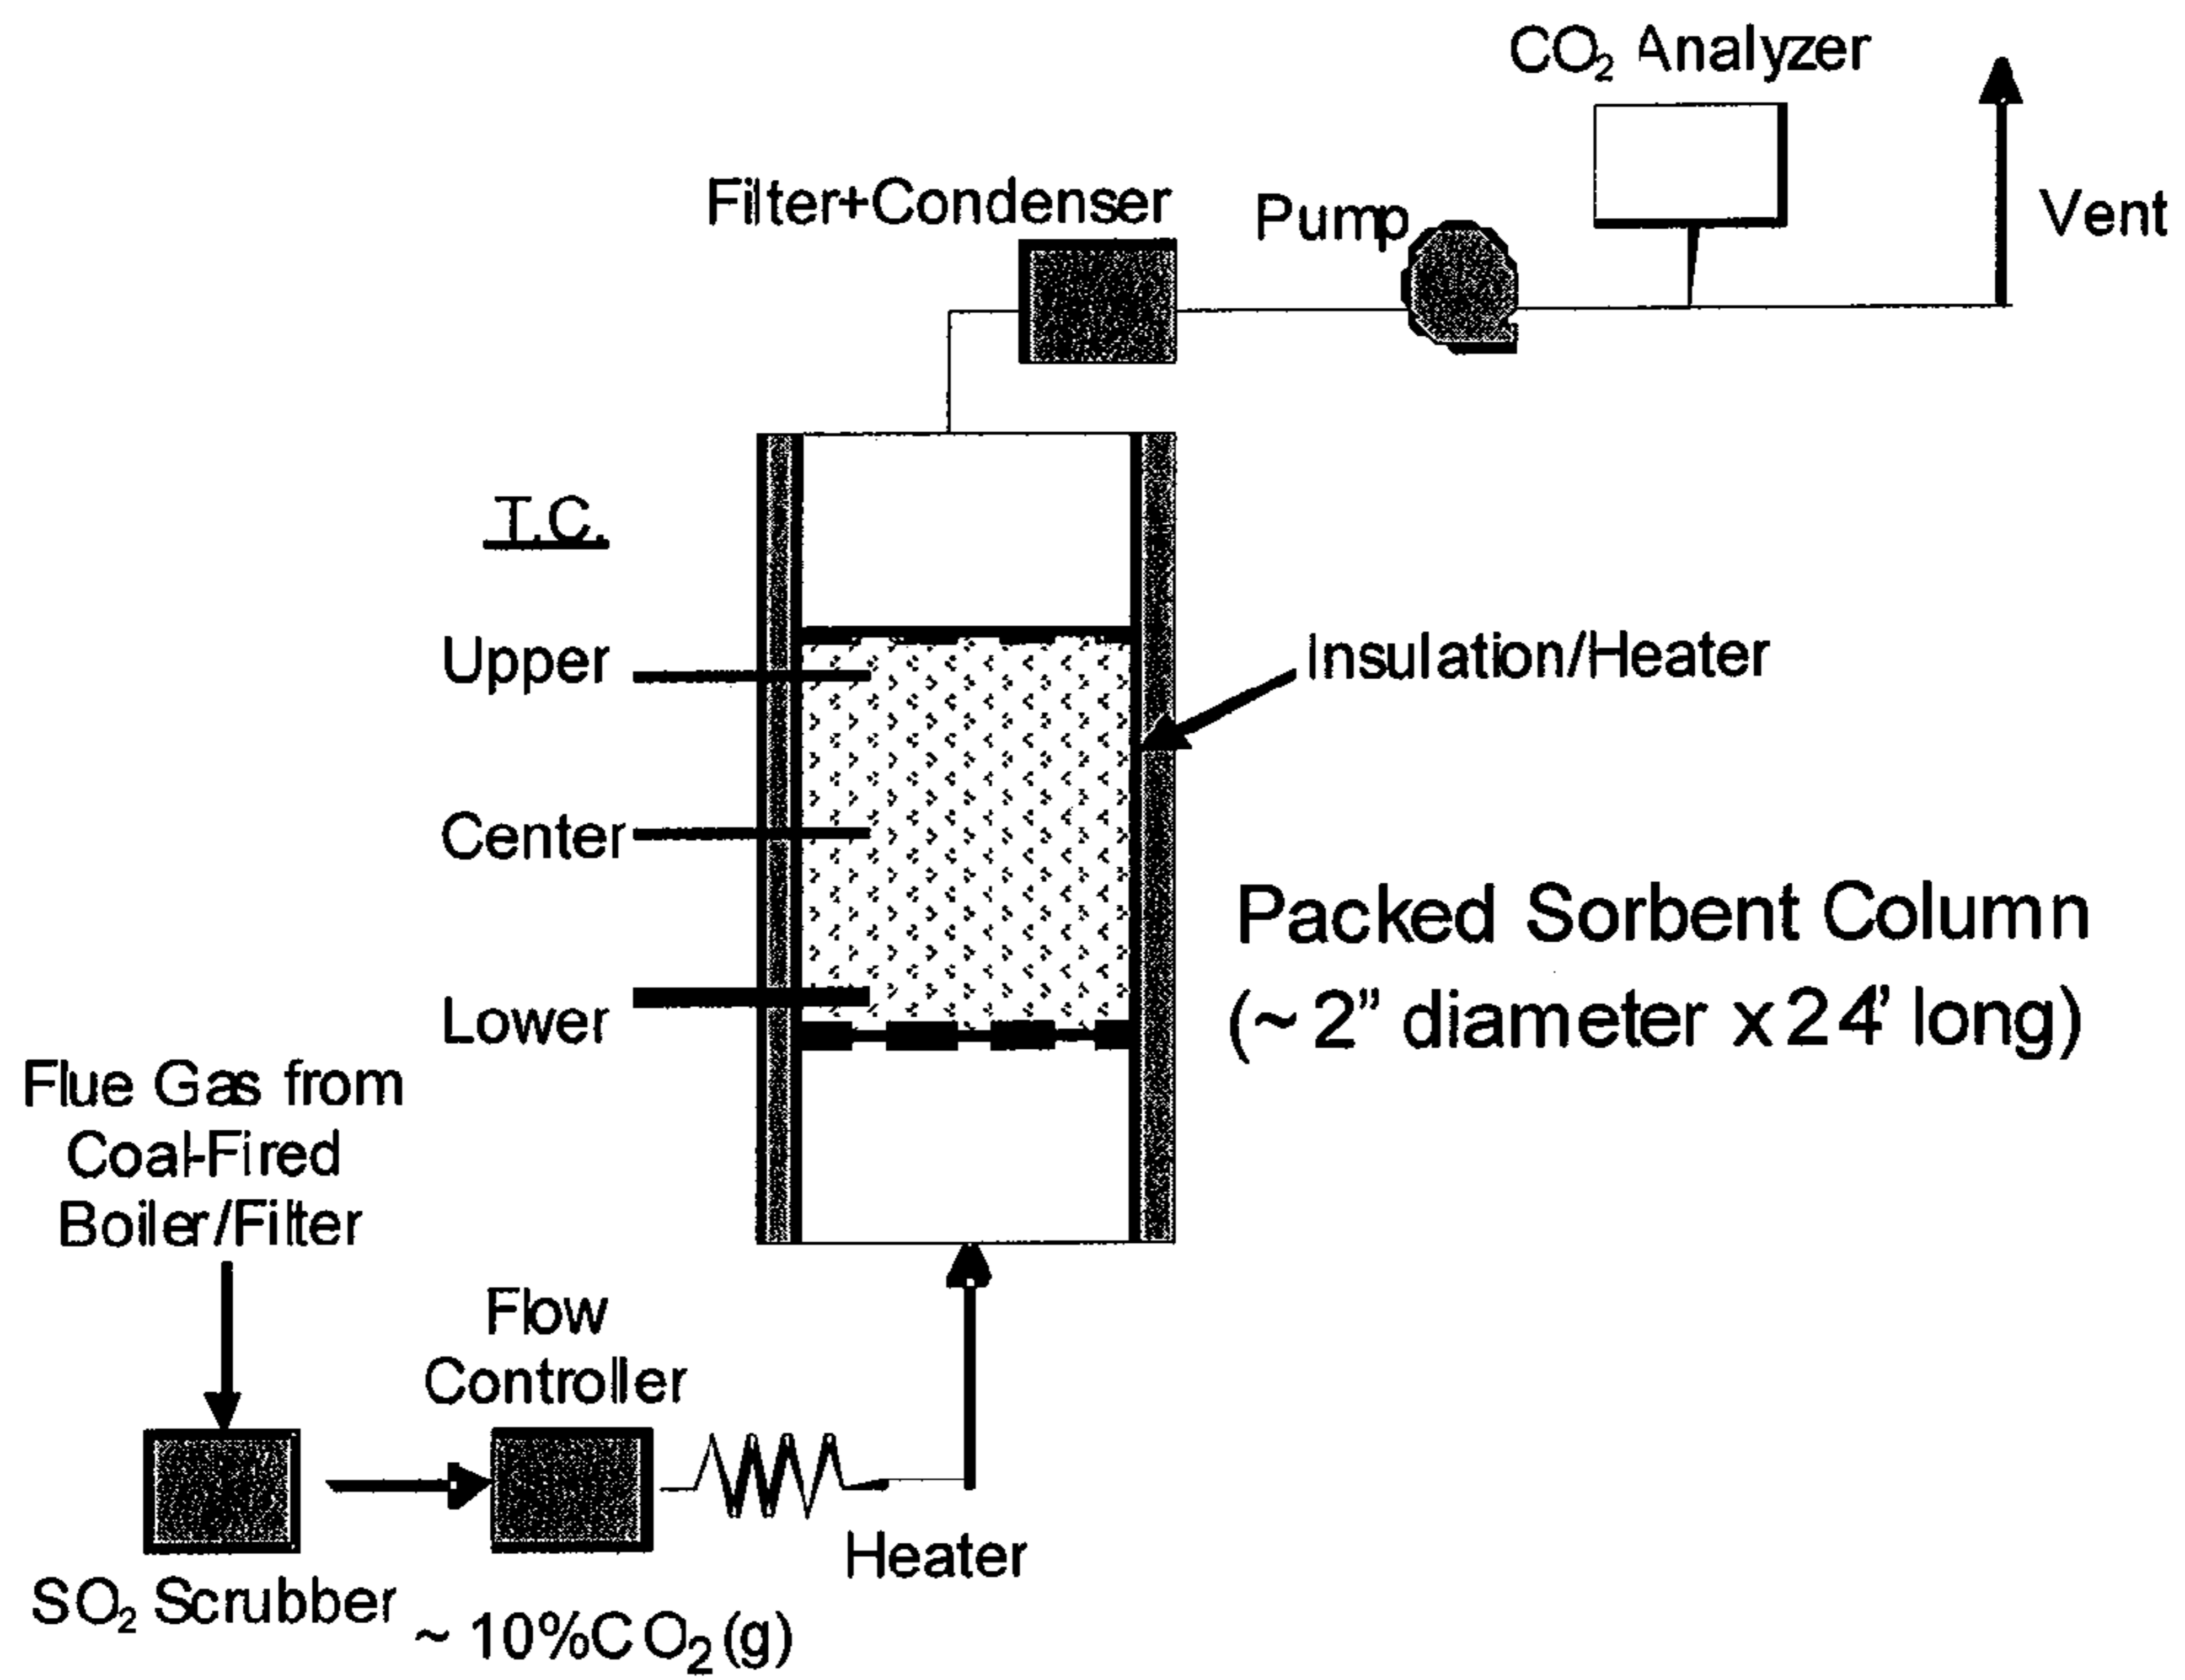 CO₂ Analyzer
Filter+Condenser
Pump
Vent
T.C.
Upper
Insulation/Heater
Center
Packed Sorbent Column
(~ 2” diameter x 24’ long)
Lower
Flue Gas from
Coal-Fired
Boiler/Filter
Flow
Controller
Heater
SO₂ Scrubber
~ 10%CO₂(g)